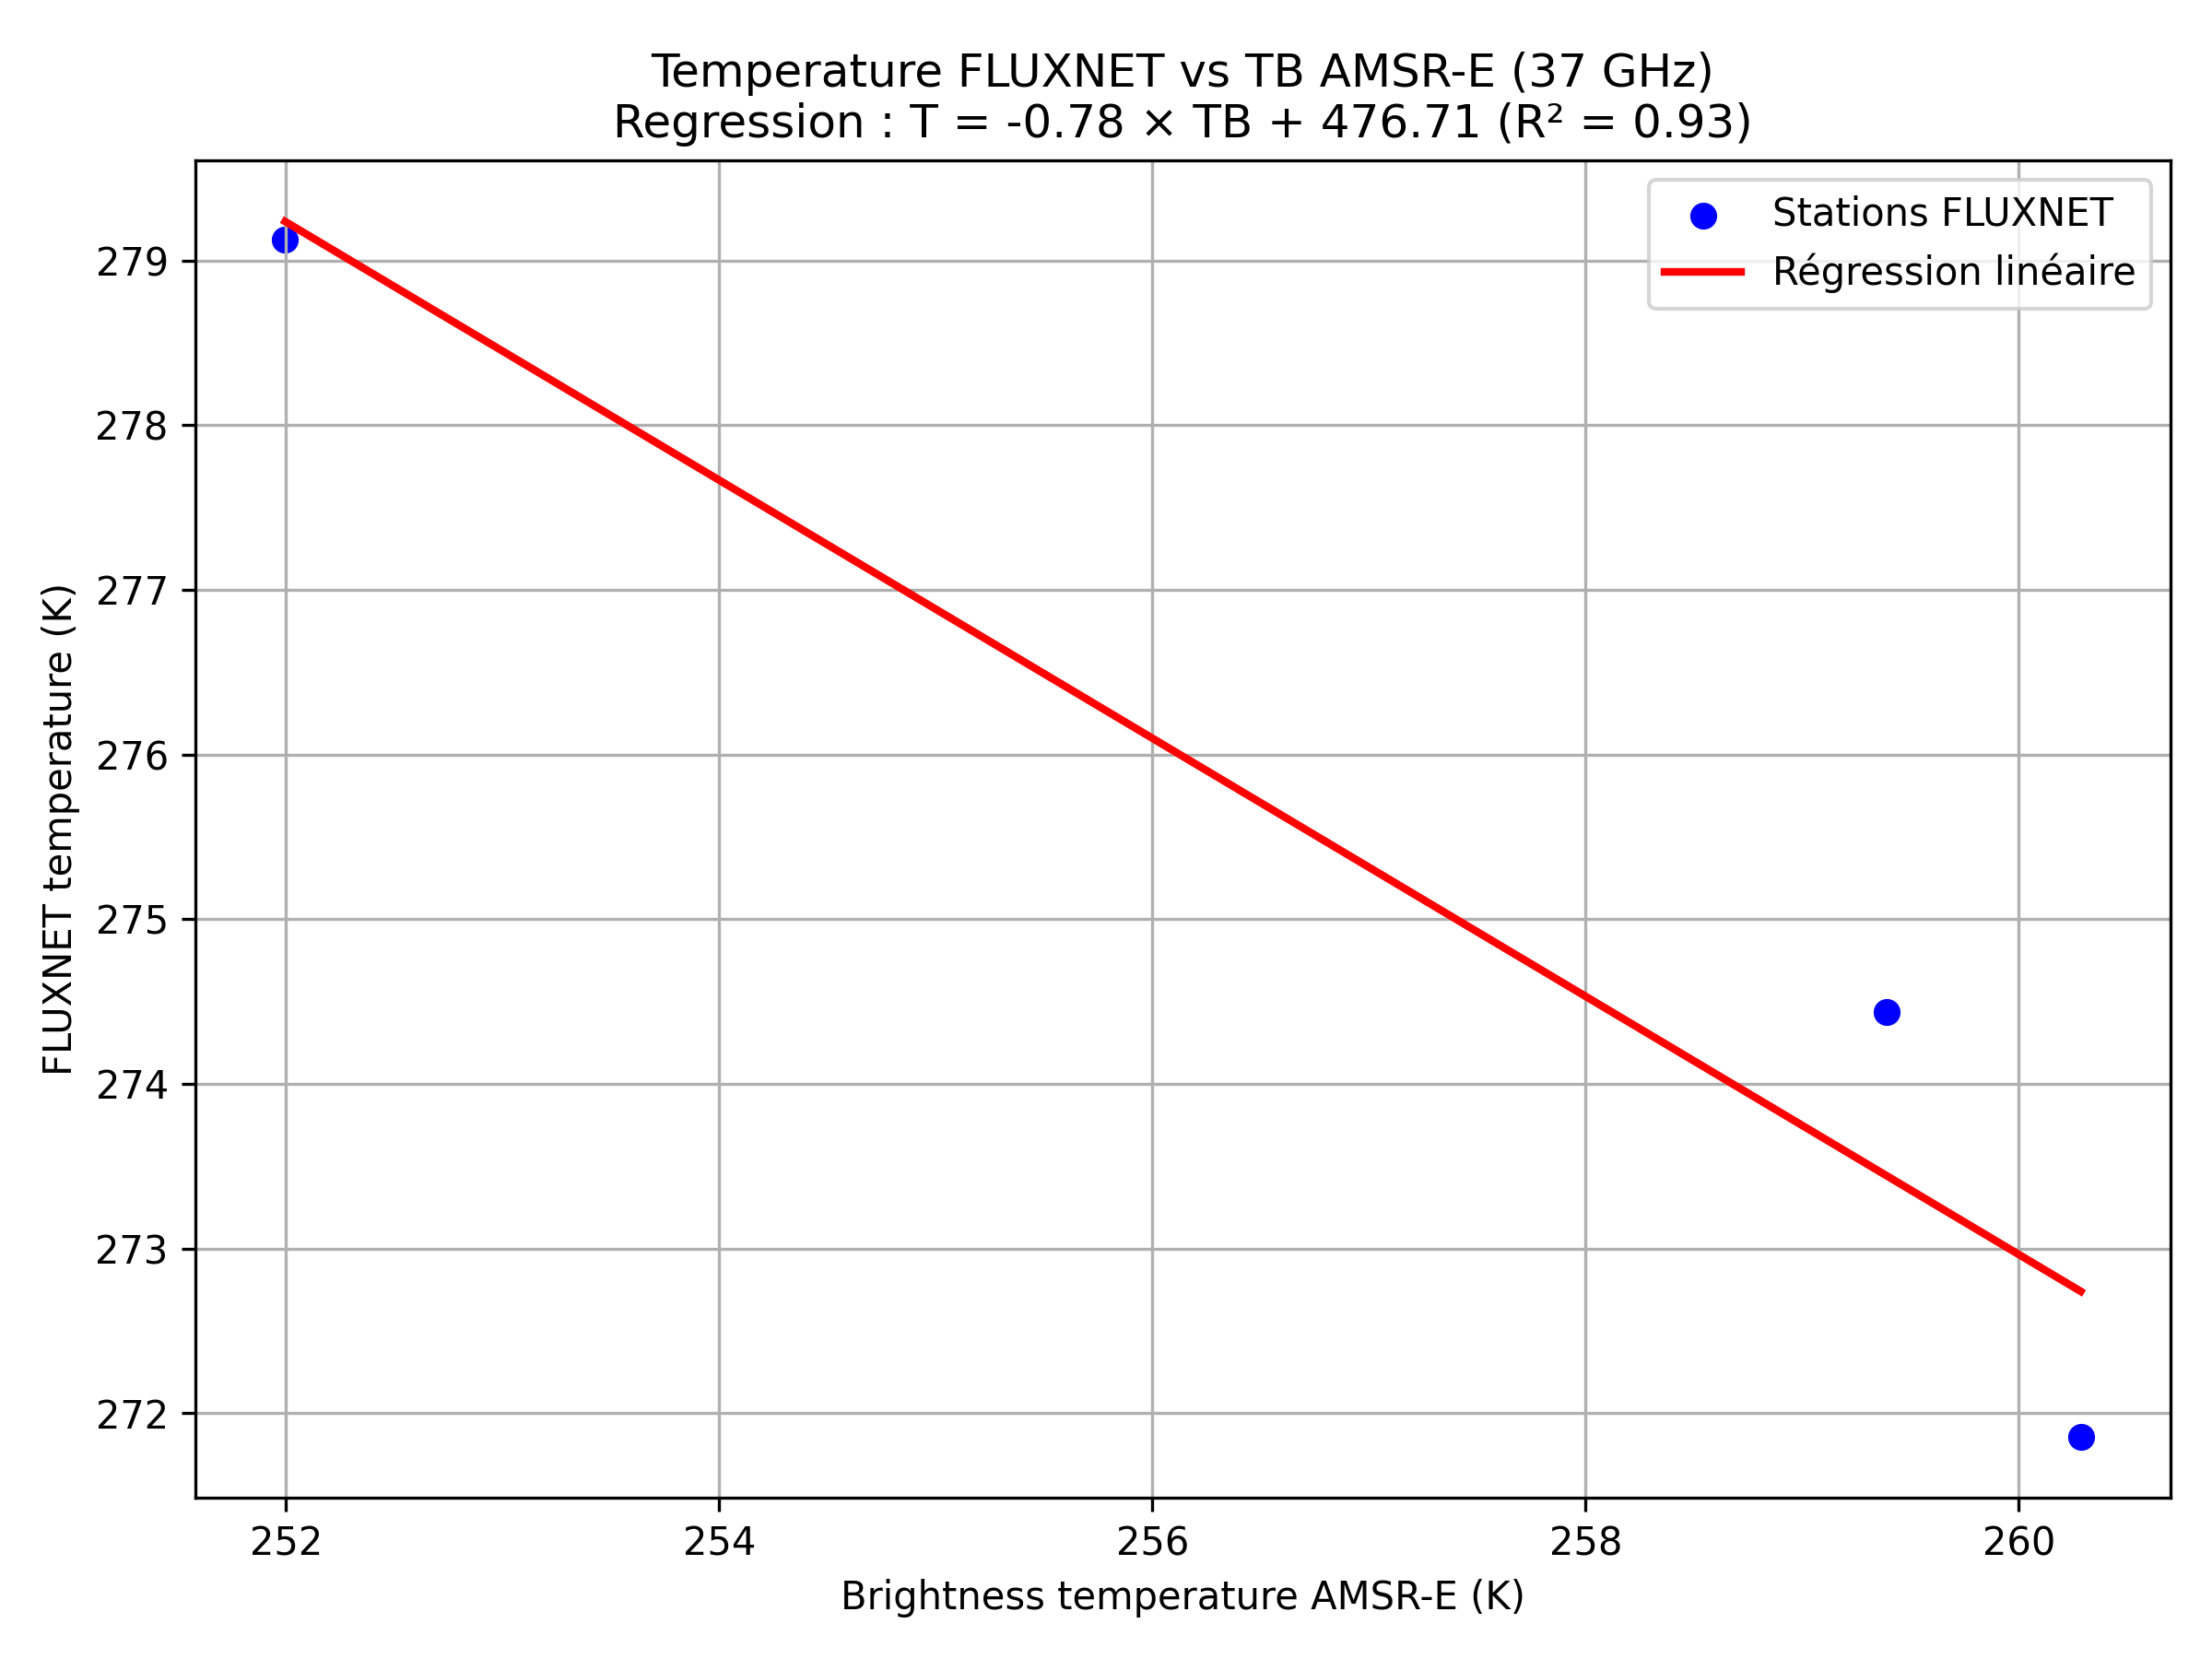 Temperature FLUXNET vs TB AMSR-E (37 GHz)
Regression : T = -0.78 × TB + 476.71 (R² = 0.93)
Stations FLUXNET
Régression linéaire
FLUXNET temperature (K)
279
278
277
276
275
274
273
272
252
254
256
258
260
Brightness temperature AMSR-E (K)